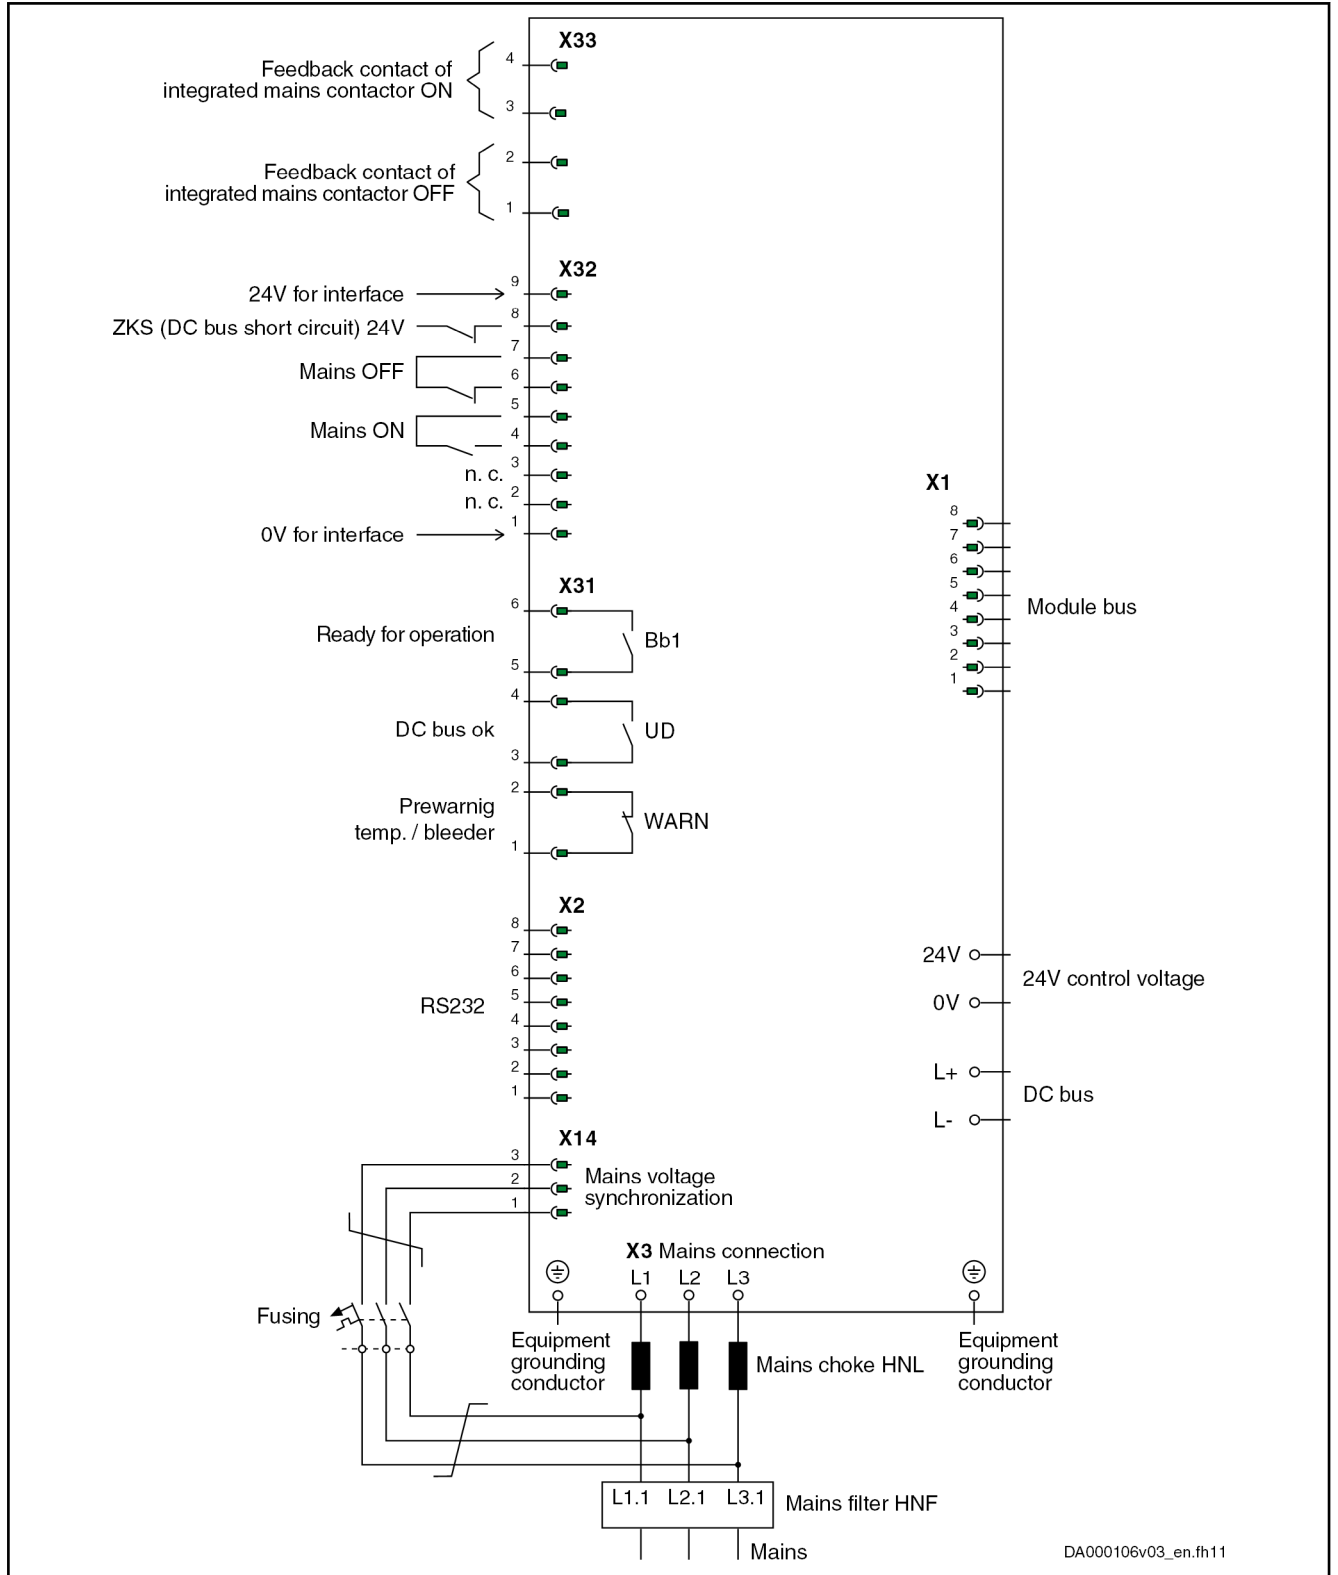 X33
4
Feedback contact of
integrated mains contactor ON
3
2
Feedback contact of
integrated mains contactor OFF
1
X32
9
24V for interface
8
ZKS (DC bus short circuit) 24V
7
Mains OFF
6
5
Mains ON
4
3
n. c.
2
n. c.
1
0V for interface
X1
8
7
6
5
4
3
2
1
Module bus
X31
6
Ready for operation
Bb1
5
4
DC bus ok
UD
3
2
Prewarnig
temp. / bleeder
WARN
1
X2
8
7
6
5
RS232
4
3
2
1
24V
24V control voltage
0V
L+
DC bus
L-
X14
3
2
1
Mains voltage
synchronization
X3 Mains connection
L1 L2 L3
Fusing
Equipment
grounding
conductor
Mains choke HNL
Equipment
grounding
conductor
L1.1 L2.1 L3.1
Mains filter HNF
Mains
DA000106v03_en.fh11